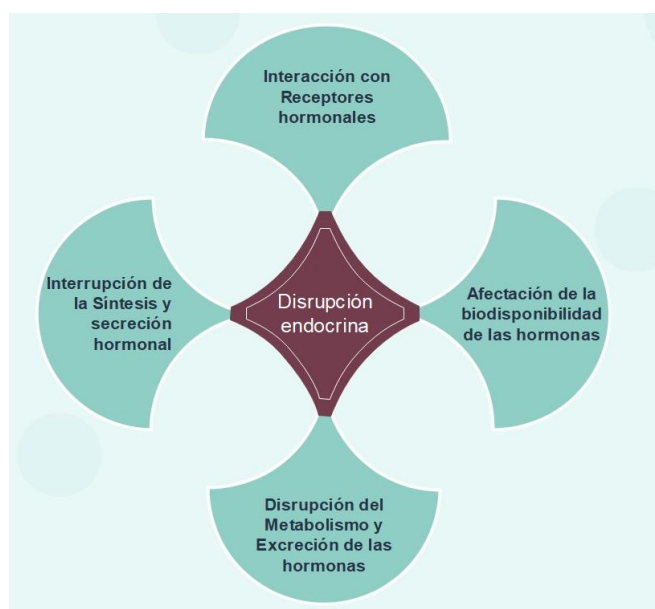 Interacción con
Receptores
hormonales
Interrupción de
la Síntesis y
secreción
hormonal
Disrupción
endocrina
Afectación de la
biodisponibilidad
de las hormonas
Disrupción del
Metabolismo y
Excreción de las
hormonas